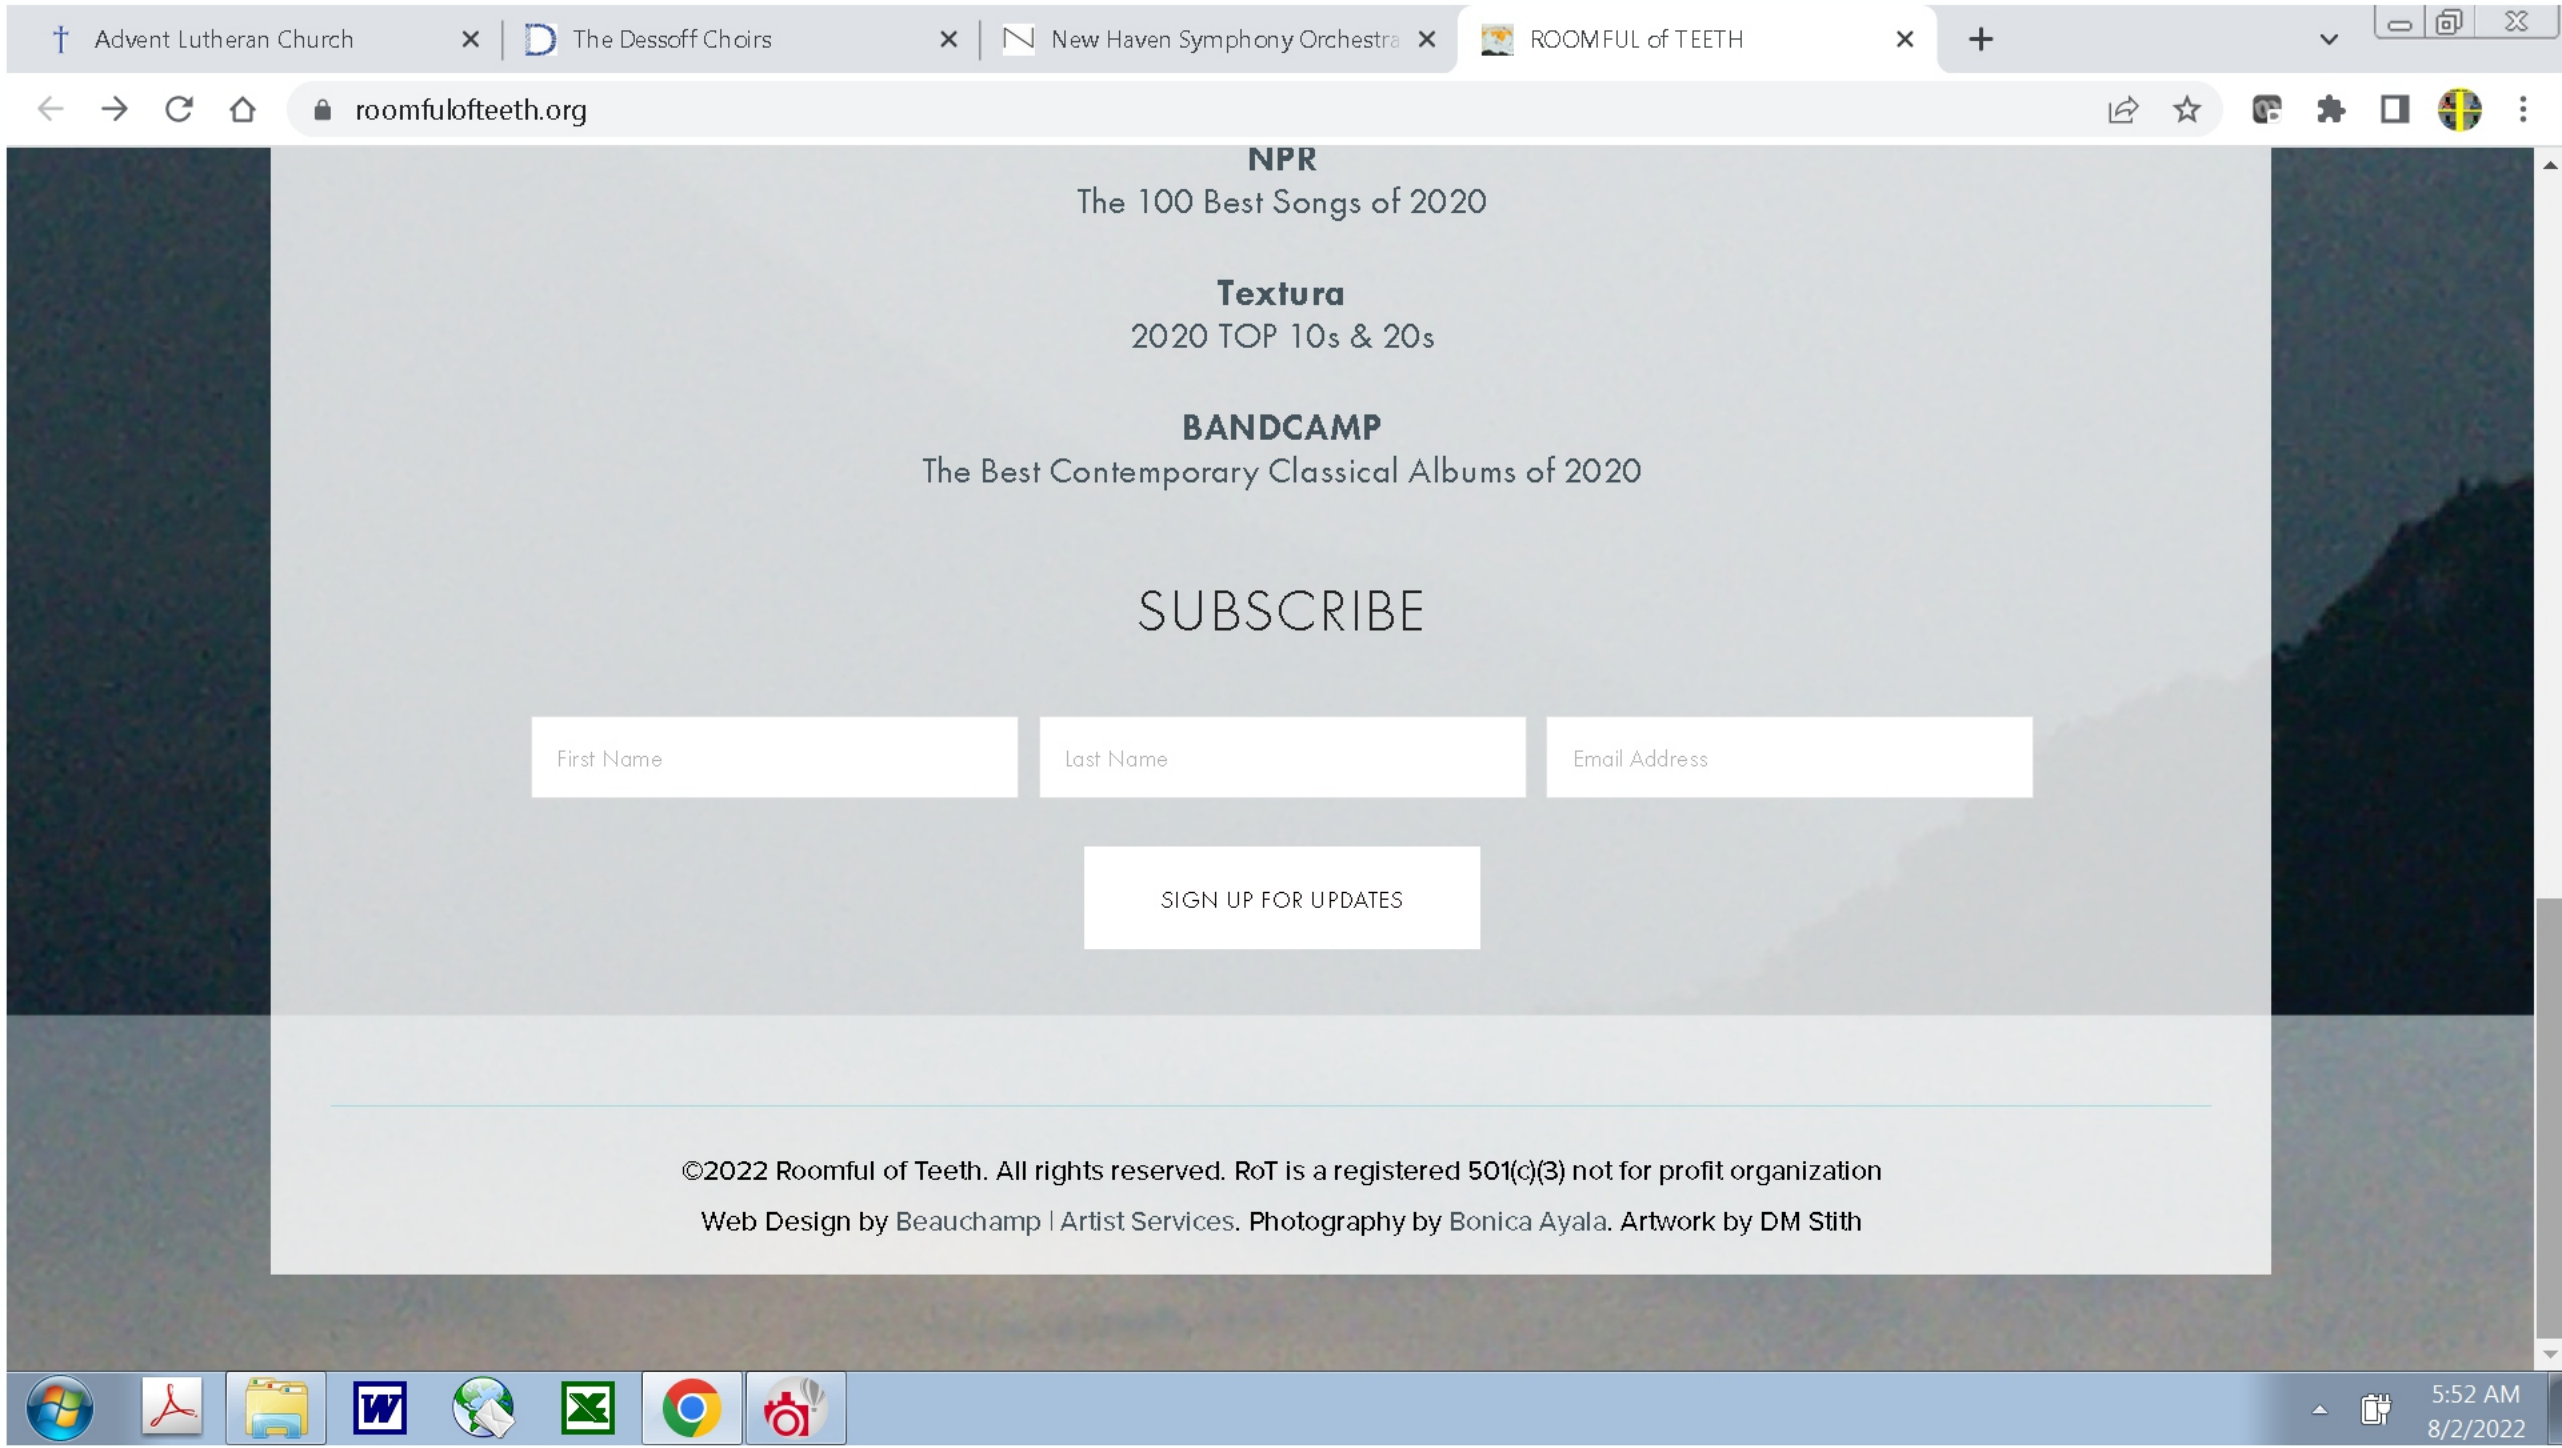 Advent Lutheran Church
The Dessoff Choirs
New Haven Symphony Orchestra
ROOMFUL of TEETH
roomfulofteeth.org
NPR
The 100 Best Songs of 2020
Textura
2020 TOP 10s & 20s
BANDCAMP
The Best Contemporary Classical Albums of 2020
SUBSCRIBE
First Name
Last Name
Email Address
SIGN UP FOR UPDATES
©2022 Roomful of Teeth. All rights reserved. RoT is a registered 501(c)(3) not for profit organization
Web Design by Beauchamp | Artist Services. Photography by Bonica Ayala. Artwork by DM Stith
5:52 AM
8/2/2022